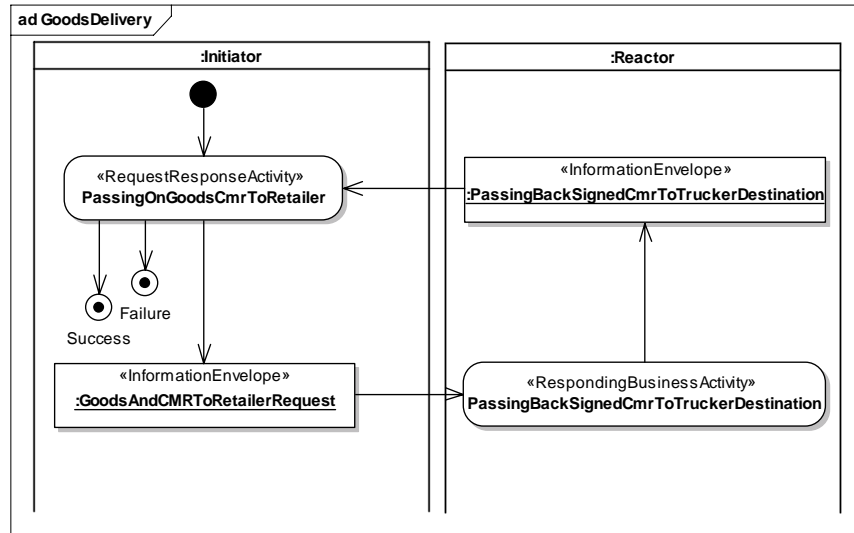 ad GoodsDelivery
:Initiator
:Reactor
«RequestResponseActivity»
PassingOnGoodsCmrToRetailer
«InformationEnvelope»
:PassingBackSignedCmrToTruckerDestination
Failure
Success
«InformationEnvelope»
:GoodsAndCMRToRetailerRequest
«RespondingBusinessActivity»
PassingBackSignedCmrToTruckerDestination